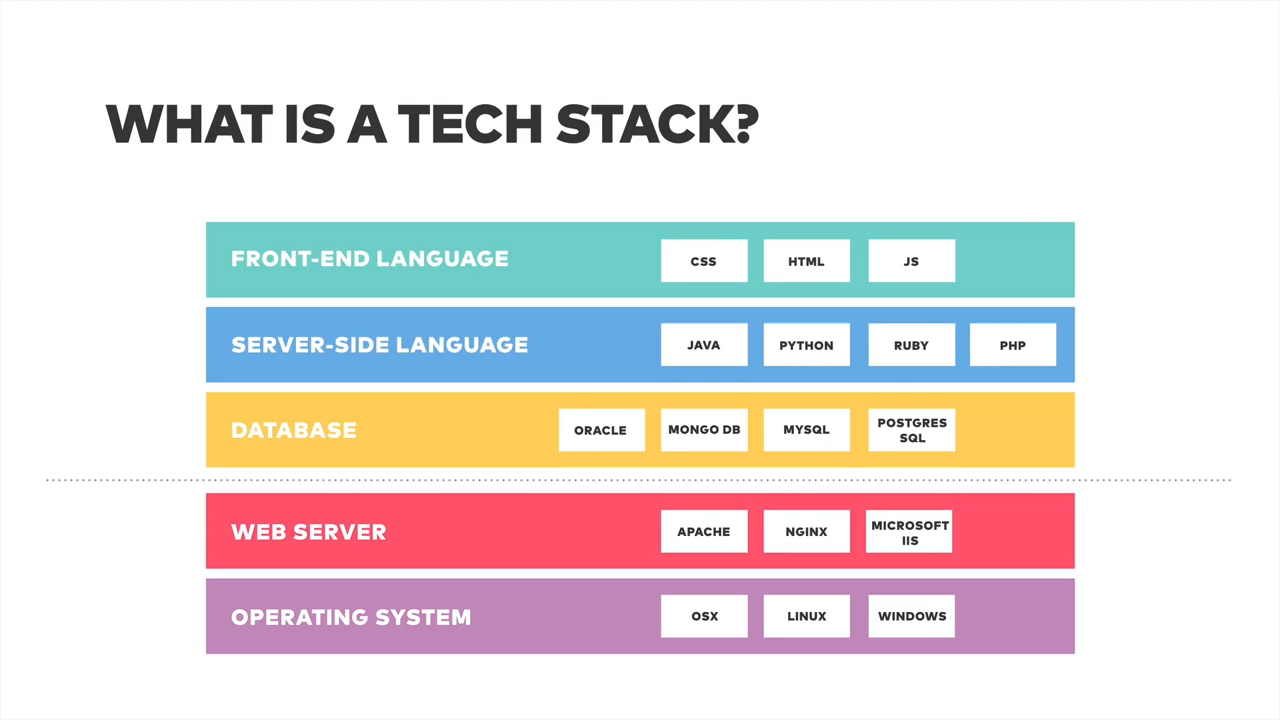 WHAT IS A TECH STACK?
FRONT-END LANGUAGE
CSS
HTML
JS
SERVER-SIDE LANGUAGE
JAVA
PYTHON
RUBY
PHP
DATABASE
ORACLE
MONGO DB
MYSQL
POSTGRES
SQL
WEB SERVER
APACHE
NGINX
MICROSOFT
IIS
OPERATING SYSTEM
OSX
LINUX
WINDOWS